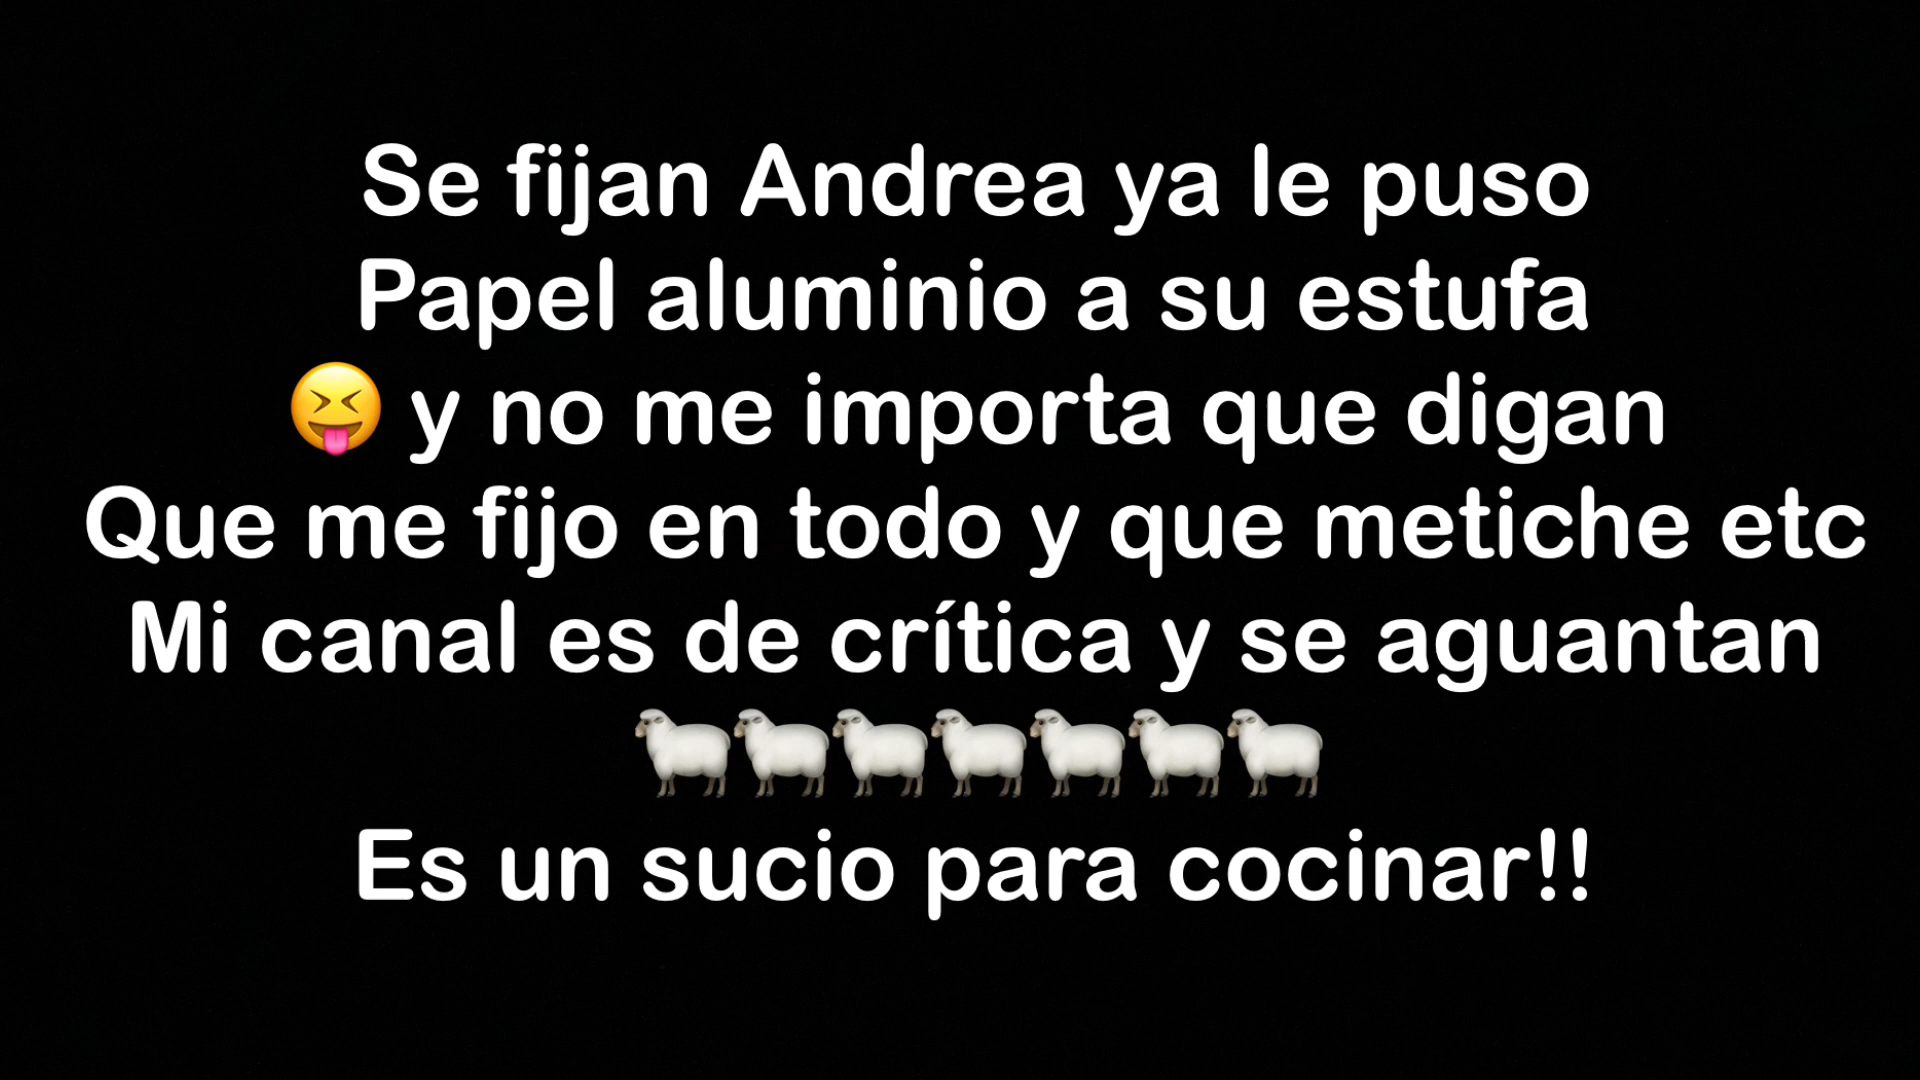 Se fijan Andrea ya le puso
Papel aluminio a su estufa
😝 y no me importa que digan
Que me fijo en todo y que metiche etc
Mi canal es de crítica y se aguantan
🐑🐑🐑🐑🐑🐑🐑
Es un sucio para cocinar!!